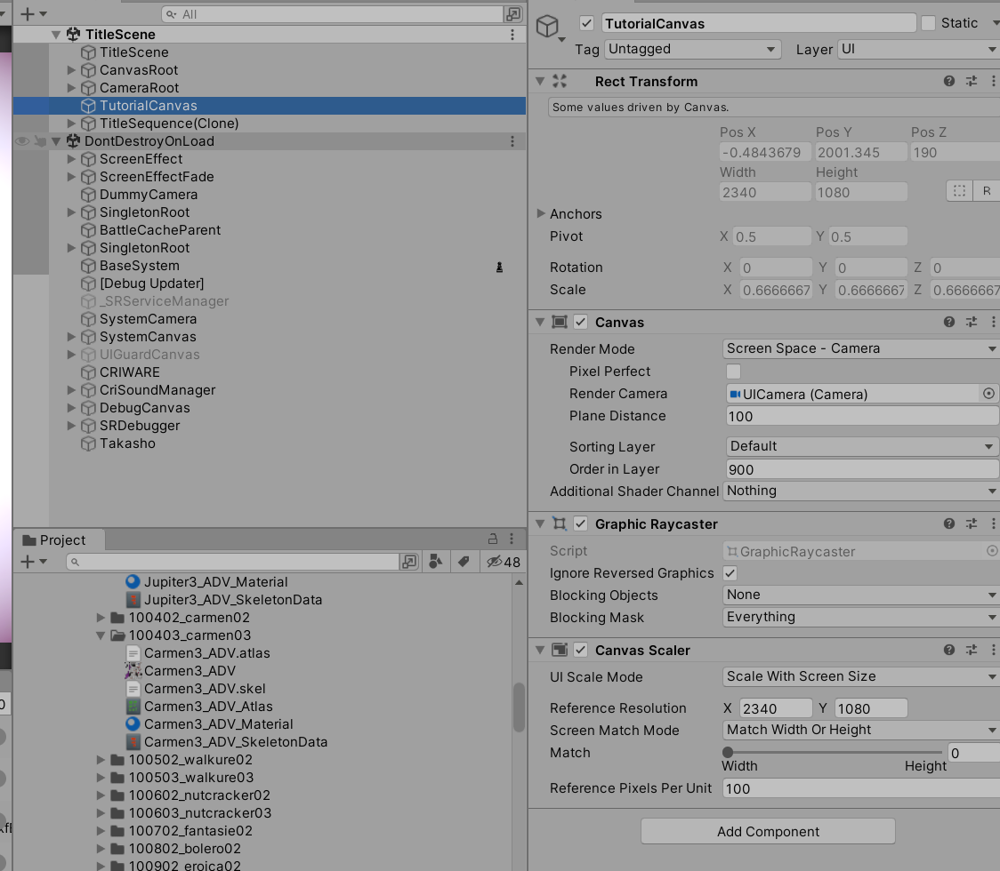 All
TitleScene
TitleScene
CanvasRoot
CameraRoot
TutorialCanvas
TitleSequence(Clone)
DontDestroyOnLoad
ScreenEffect
ScreenEffectFade
DummyCamera
SingletonRoot
BattleCacheParent
SingletonRoot
BaseSystem
[Debug Updater]
_SRServiceManager
SystemCamera
SystemCanvas
UIGuardCanvas
CRIWARE
CriSoundManager
DebugCanvas
SRDebugger
Takasho
Project
48
Jupiter3_ADV_Material
Jupiter3_ADV_SkeletonData
100402_carmen02
100403_carmen03
Carmen3_ADV.atlas
Carmen3_ADV
Carmen3_ADV.skel
Carmen3_ADV_Atlas
Carmen3_ADV_Material
Carmen3_ADV_SkeletonData
100502_walkure02
100503_walkure03
100602_nutcracker02
100603_nutcracker03
100702_fantasie02
100802_bolero02
100902_eroica02
TutorialCanvas Static
Tag Untagged Layer UI
Rect Transform
Some values driven by Canvas.
Pos X Pos Y Pos Z
-0.4843679 2001.345 190
Width Height
2340 1080 R
Anchors
Pivot X 0.5 Y 0.5
Rotation X 0 Y 0 Z 0
Scale X 0.6666667 Y 0.6666667 Z 0.6666667
Canvas
Render Mode Screen Space - Camera
Pixel Perfect
Render Camera UICamera (Camera)
Plane Distance 100
Sorting Layer Default
Order in Layer 900
Additional Shader Channel Nothing
Graphic Raycaster
Script GraphicRaycaster
Ignore Reversed Graphics
Blocking Objects None
Blocking Mask Everything
Canvas Scaler
UI Scale Mode Scale With Screen Size
Reference Resolution X 2340 Y 1080
Screen Match Mode Match Width Or Height
Match 0
Width Height
Reference Pixels Per Unit 100
Add Component